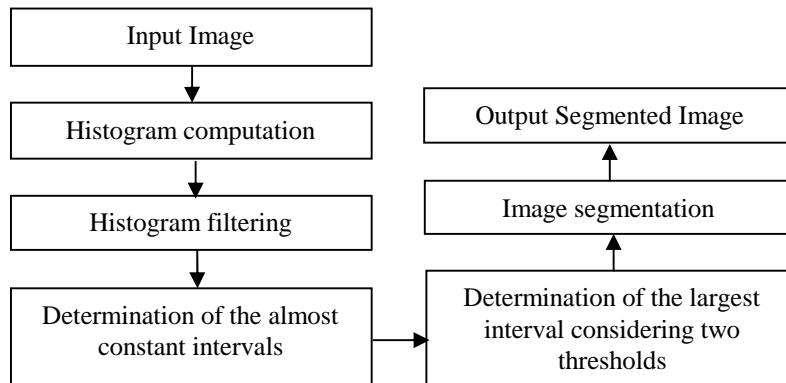 Input Image
Histogram computation
Histogram filtering
Determination of the almost
constant intervals
Determination of the largest
interval considering two
thresholds
Image segmentation
Output Segmented Image